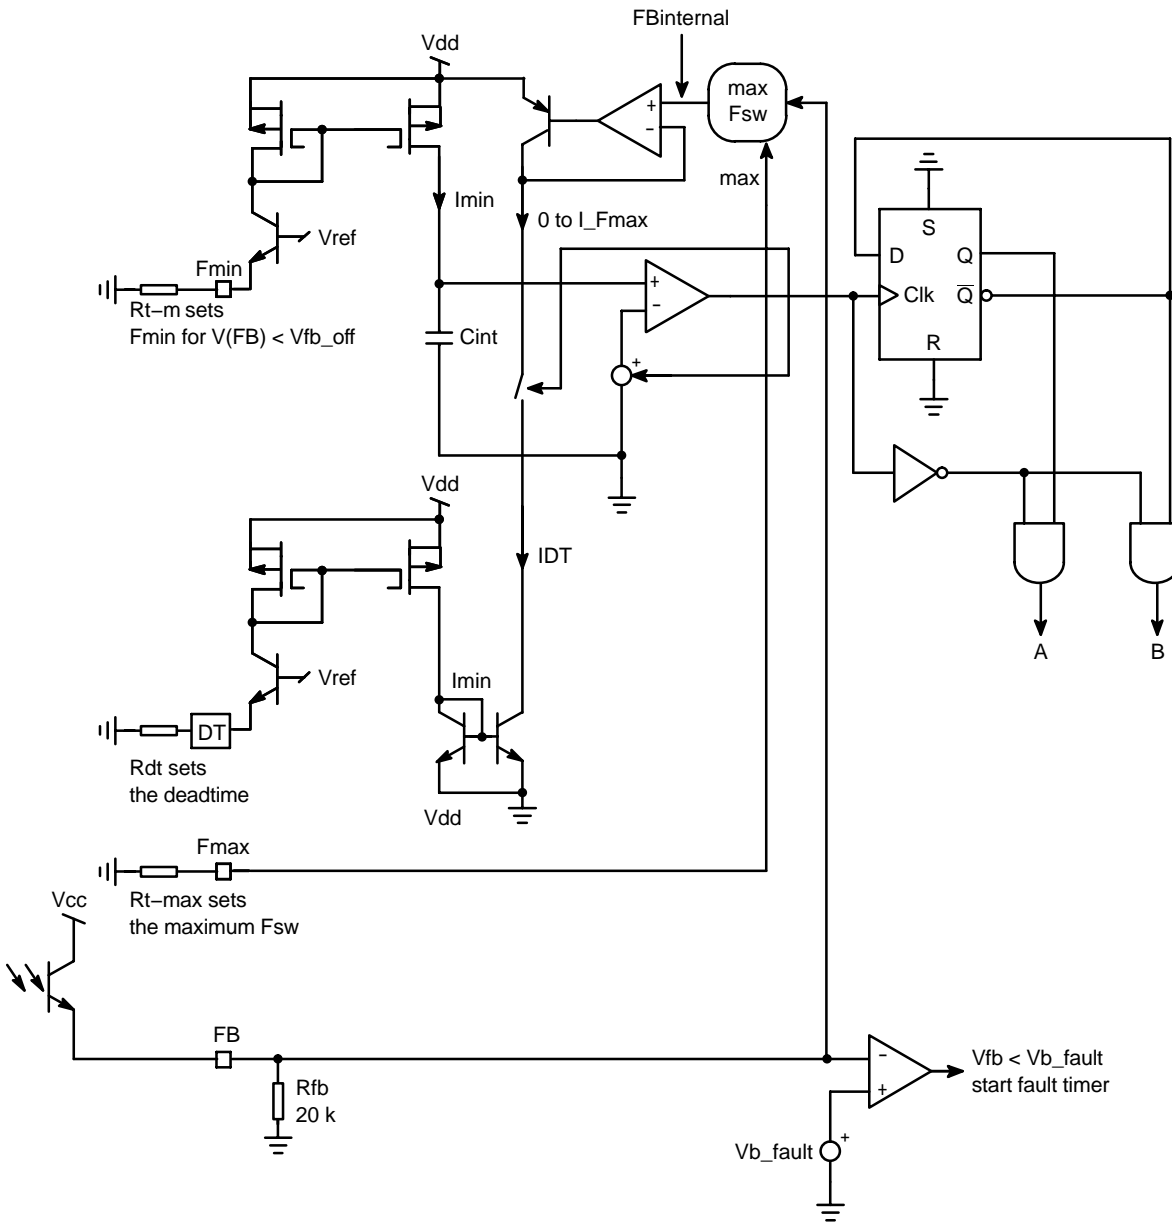 FBinternal
Vdd
max
Fsw
+
−
max
Imin
0 to I_Fmax
Vref
Fmin
Rt−m sets
Fmin for V(FB) < Vfb_off
Cint
+
−
+
S
D
Q
Clk
Q
R
Vdd
IDT
Vref
Imin
DT
Rdt sets
the deadtime
Vdd
A
B
Fmax
Rt−max sets
the maximum Fsw
Vcc
FB
Rfb
20 k
−
+
Vfb < Vb_fault
start fault timer
Vb_fault
+